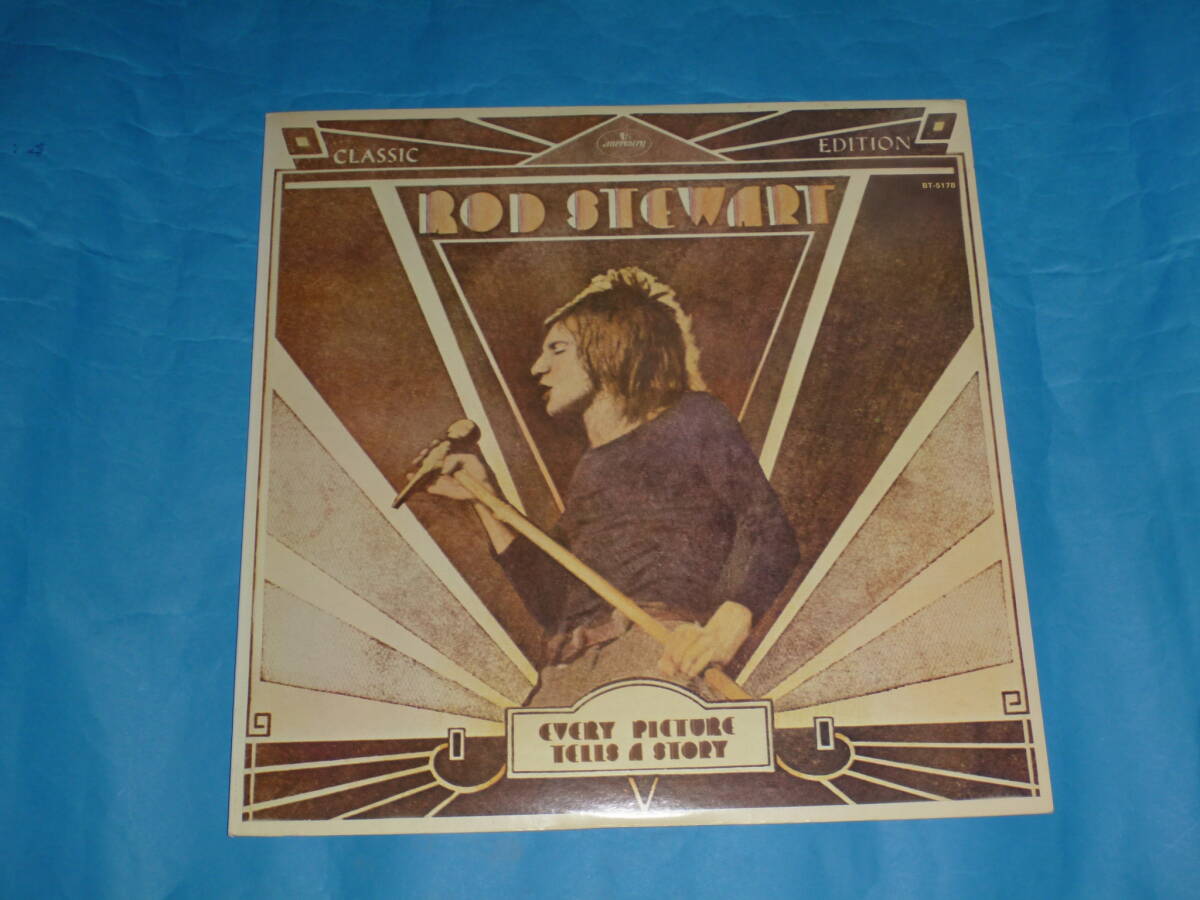 CLASSIC
mercury
EDITION
BT-5178
ROD STEWART
EVERY PICTURE
TELLS A STORY